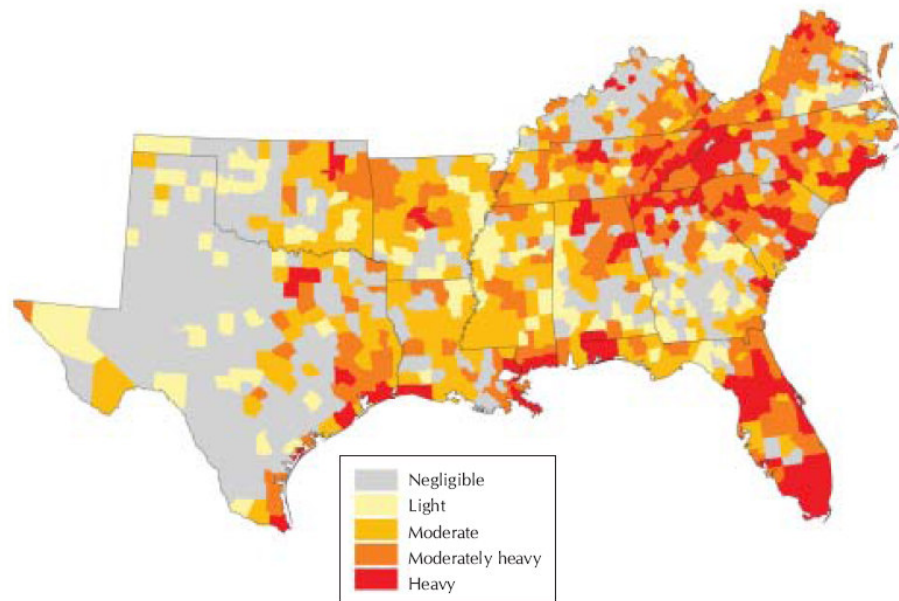 Negligible
Light
Moderate
Moderately heavy
Heavy